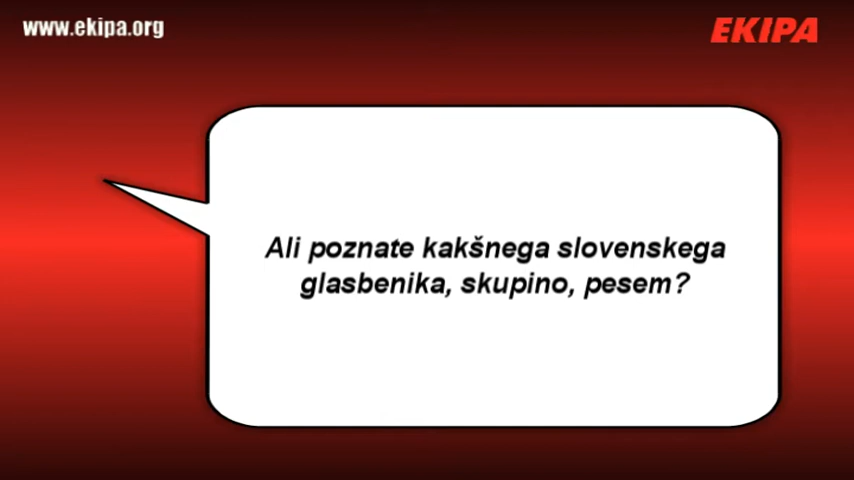 www.ekipa.org
EKIPA
Ali poznate kakšnega slovenskega
glasbenika, skupino, pesem?